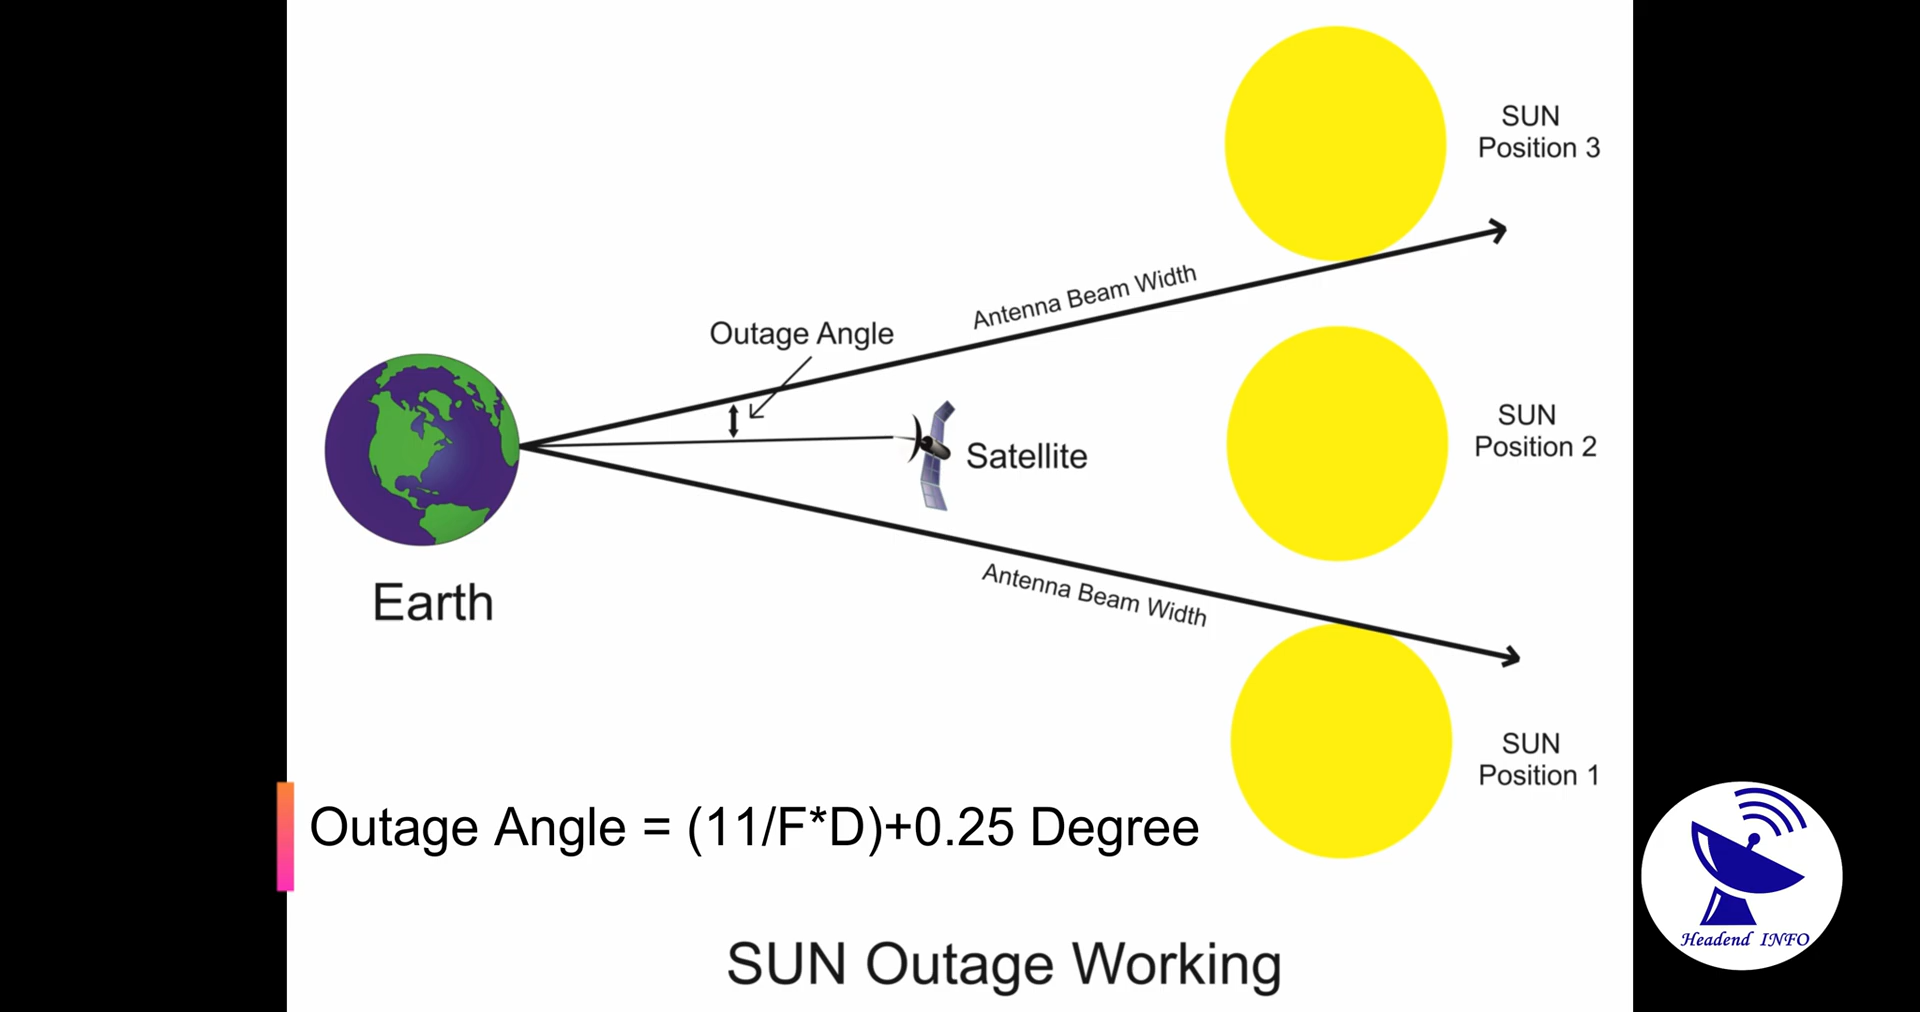 SUN
Position 3
Antenna Beam Width
Outage Angle
SUN
Position 2
Satellite
Antenna Beam Width
Earth
SUN
Position 1
Outage Angle = (11/F*D)+0.25 Degree
Headend INFO
SUN Outage Working